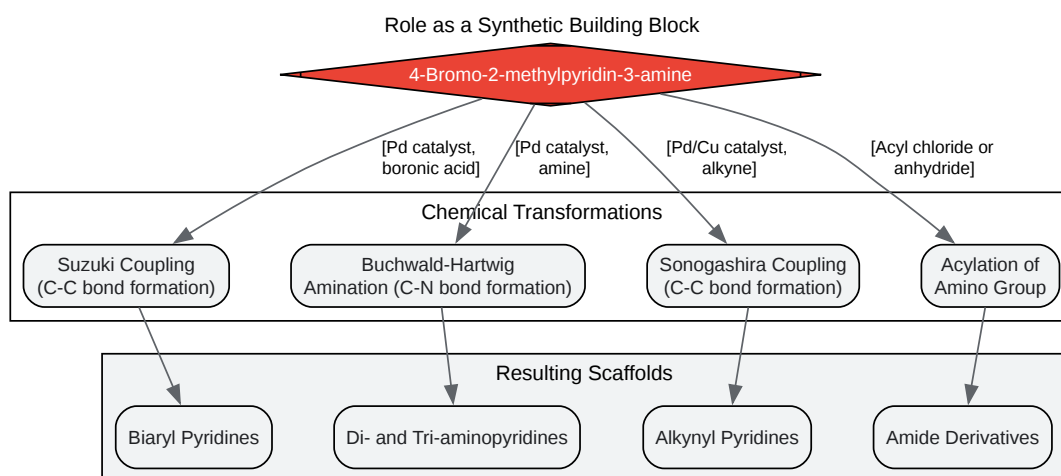 Role as a Synthetic Building Block
4-Bromo-2-methylpyridin-3-amine
[Pd catalyst,
boronic acid]
[Pd catalyst,
amine]
[Pd/Cu catalyst,
alkyne]
[Acyl chloride or
anhydride]
Chemical Transformations
Suzuki Coupling
(C-C bond formation)
Buchwald-Hartwig
Amination (C-N bond formation)
Sonogashira Coupling
(C-C bond formation)
Acylation of
Amino Group
Resulting Scaffolds
Biaryl Pyridines
Di- and Tri-aminopyridines
Alkynyl Pyridines
Amide Derivatives